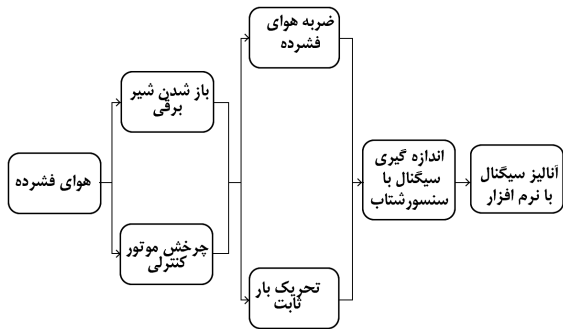 هوای فشرده
باز شدن شیر
برقی
چرخش موتور
کنترلی
ضربه هوای
فشرده
تحریک بار
ثابت
اندازه گیری
سیگنال با
سنسورشتاب
آنالیز سیگنال
با نرم افزار